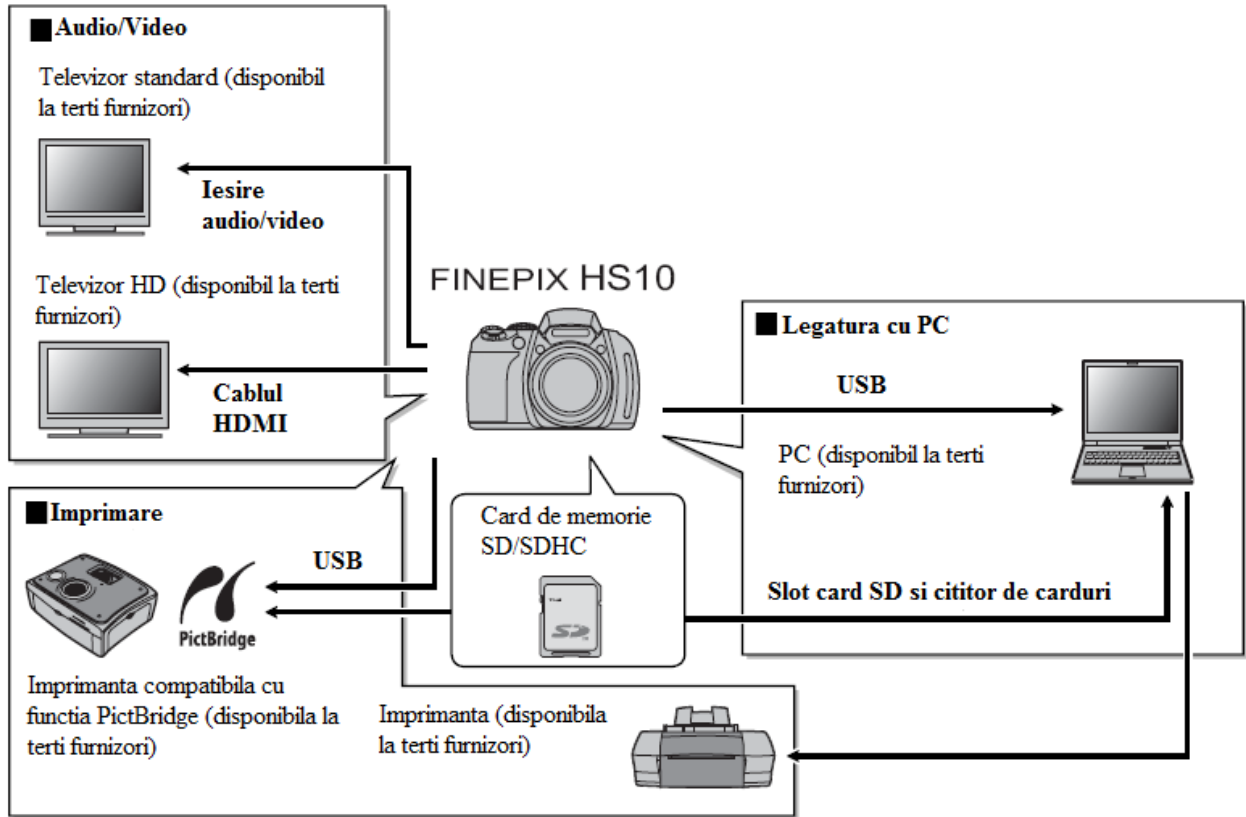 Audio/Video
Televizor standard (disponibil
la terti furnizori)
Iesire
audio/video
Televizor HD (disponibil la terti
furnizori)
Cablul
HDMI
FINEPIX HS10
Legatura cu PC
USB
PC (disponibil la terti
furnizori)
Slot card SD si cititor de carduri
Card de memorie
SD/SDHC
SD
Imprimare
USB
PictBridge
Imprimanta compatibila cu
functia PictBridge (disponibila la
terti furnizori)
Imprimanta (disponibila
la terti furnizori)